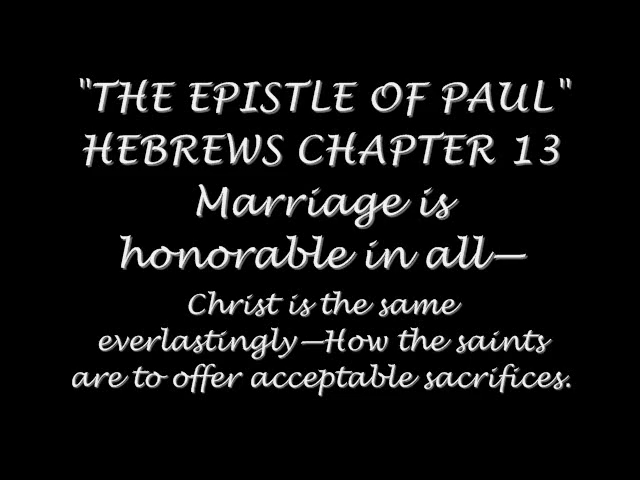 "THE EPISTLE OF PAUL"
HEBREWS CHAPTER 13
Marriage is
honorable in all—
Christ is the same
everlastingly—How the saints
are to offer acceptable sacrifices.